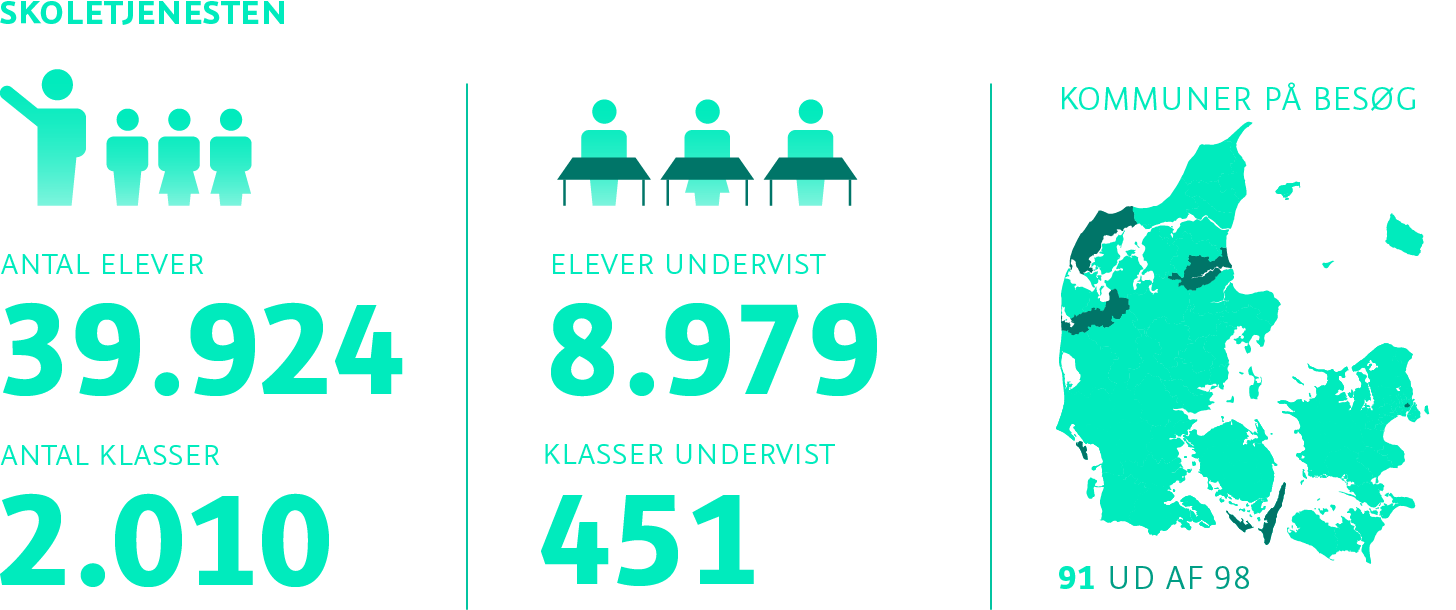 SKOLETJENESTEN
ANTAL ELEVER
39.924
ANTAL KLASSER
2.010
ELEVER UNDERVIST
8.979
KLASSER UNDERVIST
451
KOMMUNER PÅ BESØG
91 UD AF 98